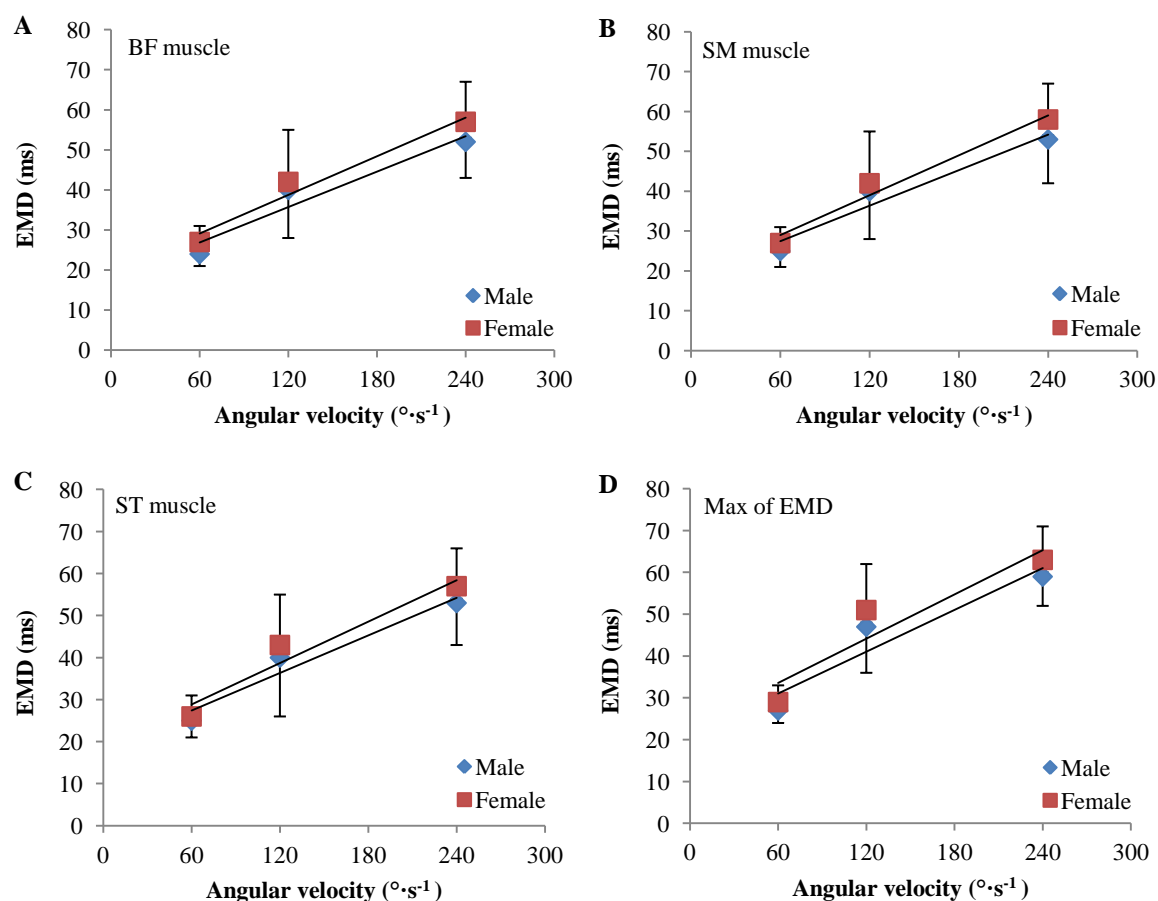 A
BF muscle
80
70
60
50
40
30
20
10
0
EMD (ms)
Male
Female
0 60 120 180 240 300
Angular velocity (°·s⁻¹ )
B
SM muscle
80
70
60
50
40
30
20
10
0
EMD (ms)
Male
Female
0 60 120 180 240 300
Angular velocity (°·s⁻¹ )
C
ST muscle
80
70
60
50
40
30
20
10
0
EMD (ms)
Male
Female
0 60 120 180 240 300
Angular velocity (°·s⁻¹ )
D
Max of EMD
80
70
60
50
40
30
20
10
0
EMD (ms)
Male
Female
0 60 120 180 240 300
Angular velocity (°·s⁻¹ )